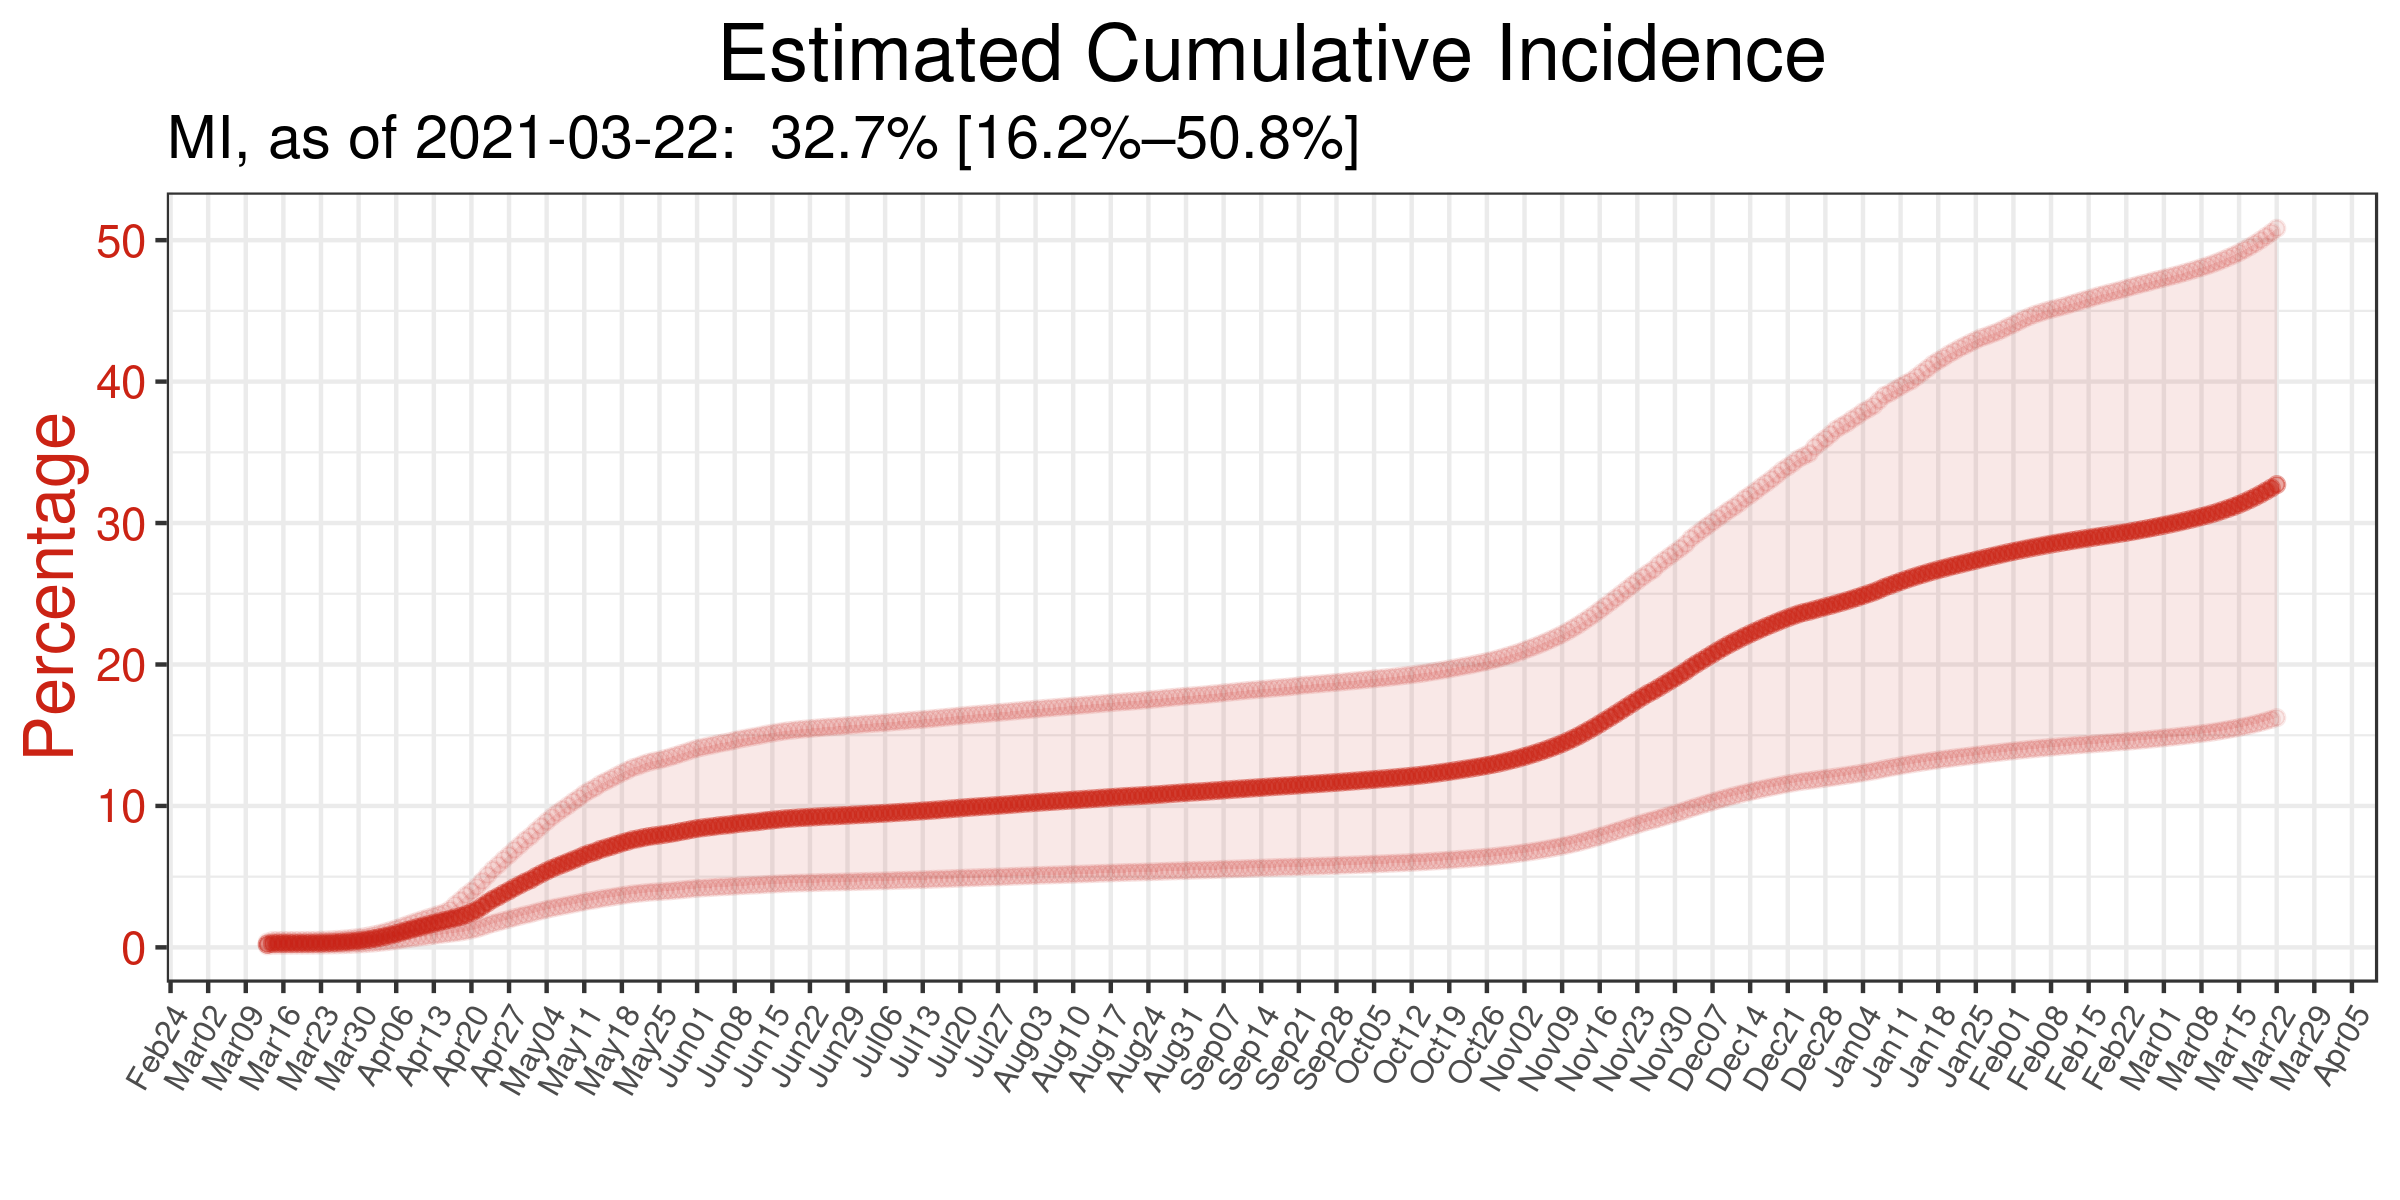 Estimated Cumulative Incidence
MI, as of 2021-03-22:  32.7% [16.2%–50.8%]
Percentage
50
40
30
20
10
0
Feb24
Mar02
Mar09
Mar16
Mar23
Mar30
Apr06
Apr13
Apr20
Apr27
May04
May11
May18
May25
Jun01
Jun08
Jun15
Jun22
Jun29
Jul06
Jul13
Jul20
Jul27
Aug03
Aug10
Aug17
Aug24
Aug31
Sep07
Sep14
Sep21
Sep28
Oct05
Oct12
Oct19
Oct26
Nov02
Nov09
Nov16
Nov23
Nov30
Dec07
Dec14
Dec21
Dec28
Jan04
Jan11
Jan18
Jan25
Feb01
Feb08
Feb15
Feb22
Mar01
Mar08
Mar15
Mar22
Mar29
Apr05